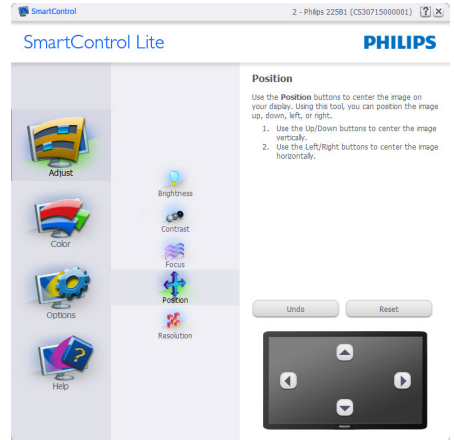 SmartControl
2 - Philips 225B1 (CS30715000001)
SmartControl Lite
PHILIPS
Adjust
Color
Options
Help
Brightness
Contrast
Focus
Position
Resolution
Position
Use the Position buttons to center the image on
your display. Using this tool, you can position the image
up, down, left, or right.
1. Use the Up/Down buttons to center the image
vertically.
2. Use the Left/Right buttons to center the image
horizontally.
Undo
Reset
PHILIPS